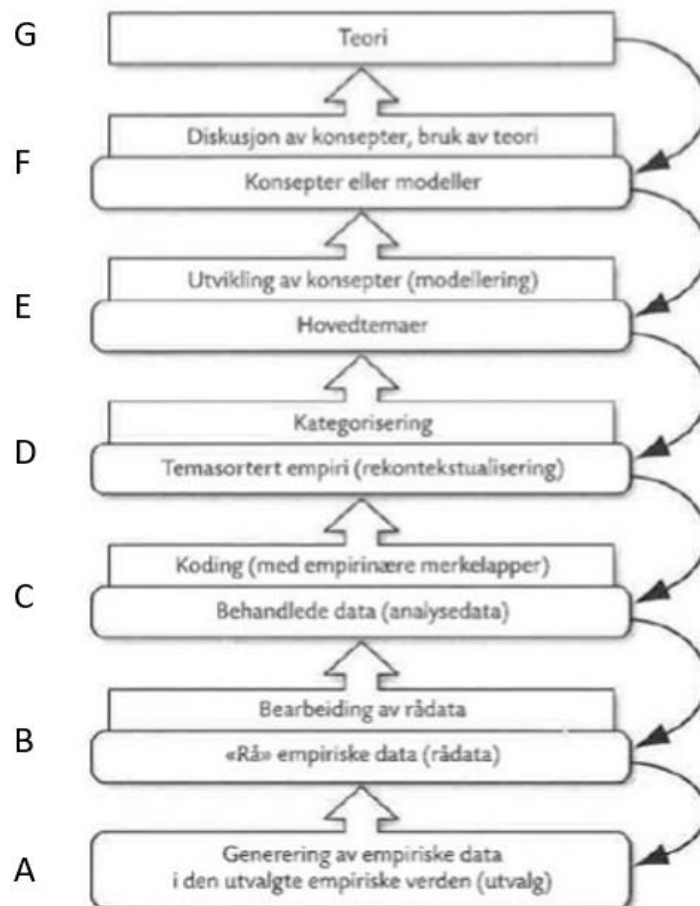 G
Teori
Diskusjon av konsepter, bruk av teori
F
Konsepter eller modeller
Utvikling av konsepter (modellering)
E
Hovedtemaer
Kategorisering
D
Temasortert empiri (rekontekstualisering)
Koding (med empirinære merkelapper)
C
Behandlede data (analysedata)
Bearbeiding av rådata
B
«Rå» empiriske data (rådata)
Generering av empiriske data
A
i den utvalgte empiriske verden (utvalg)